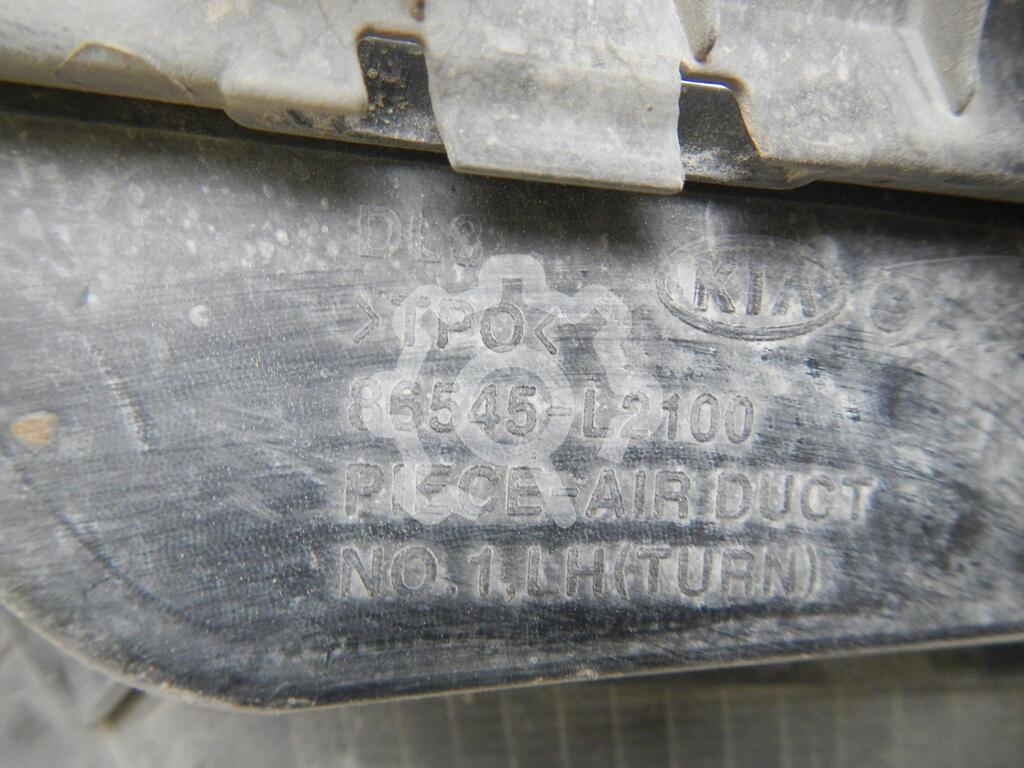 DL3
KIA
>TPO<
86545-L2100
PIECE-AIR DUCT
NO.1,LH(TURN)